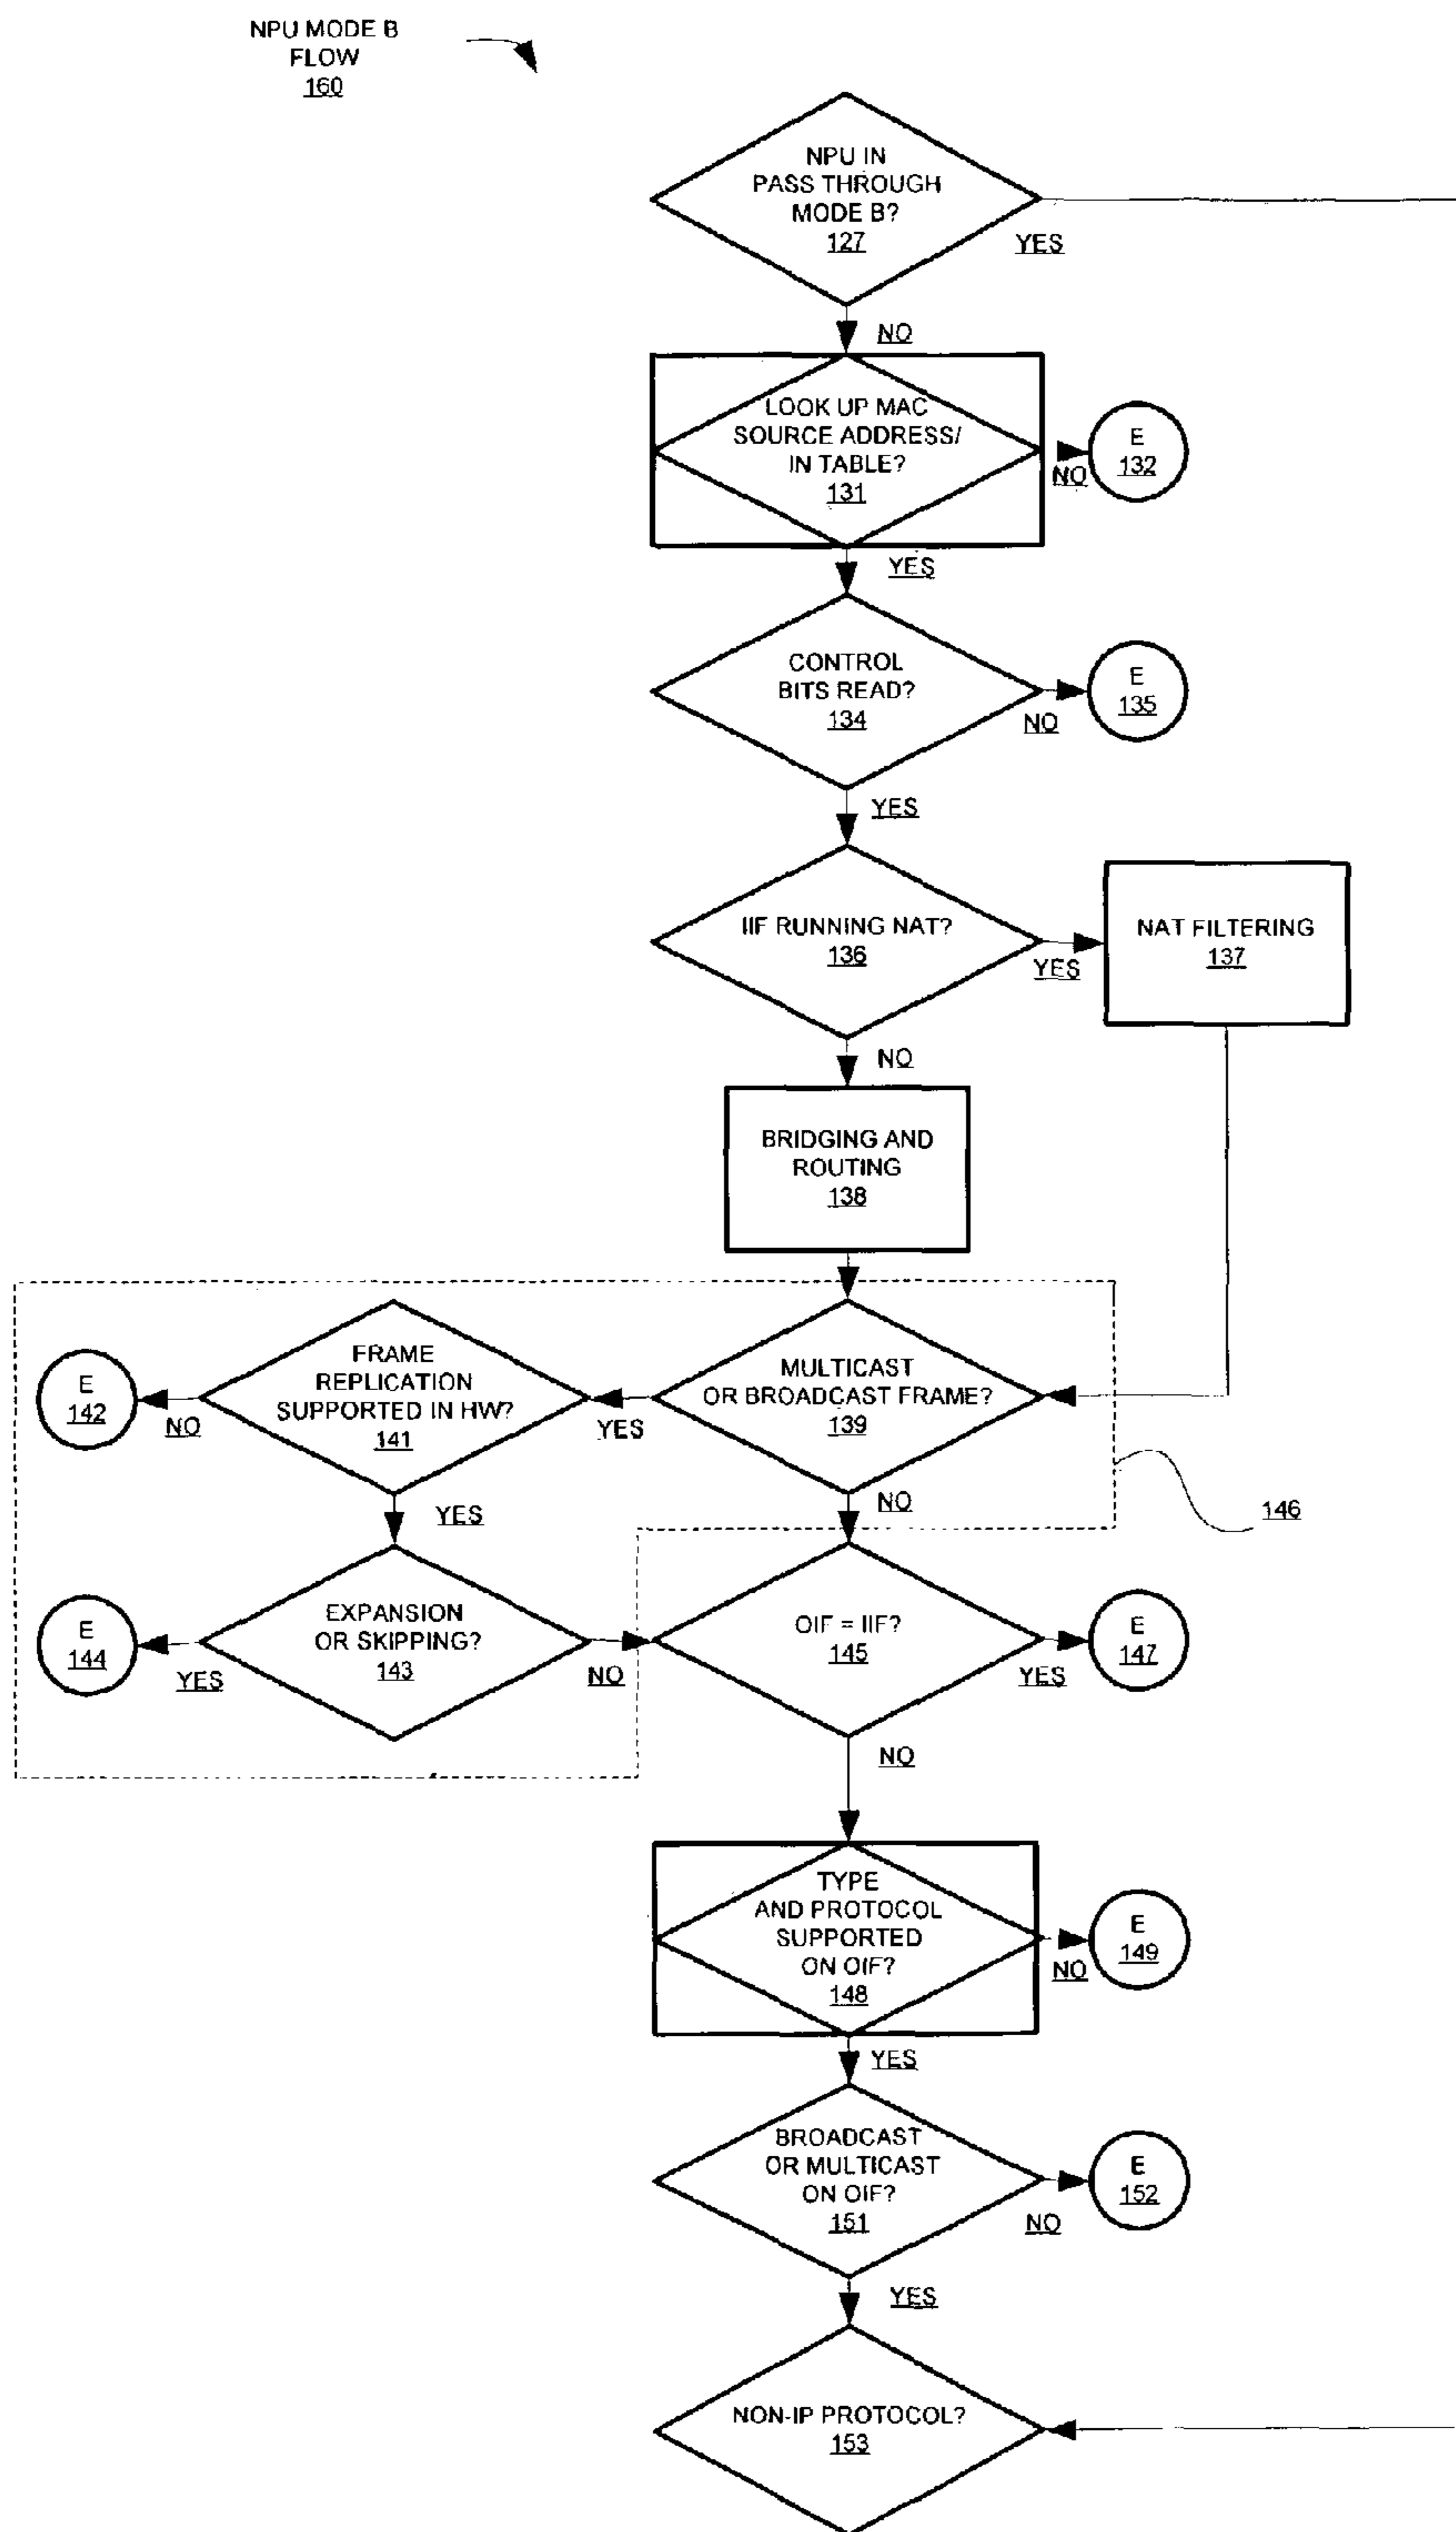 NPU MODE B
FLOW
160
NPU IN
PASS THROUGH
MODE B?
127
YES
NO
LOOK UP MAC
SOURCE ADDRESS/
IN TABLE?
131
NO
E
132
YES
CONTROL
BITS READ?
134
NO
E
135
YES
IIF RUNNING NAT?
136
YES
NAT FILTERING
137
NO
BRIDGING AND
ROUTING
138
E
142
NO
FRAME
REPLICATION
SUPPORTED IN HW?
141
YES
MULTICAST
OR BROADCAST FRAME?
139
YES
NO
146
E
144
YES
EXPANSION
OR SKIPPING?
143
NO
OIF = IIF?
145
YES
E
147
NO
TYPE
AND PROTOCOL
SUPPORTED
ON OIF?
148
NO
E
149
YES
BROADCAST
OR MULTICAST
ON OIF?
151
NO
E
152
YES
NON-IP PROTOCOL?
153